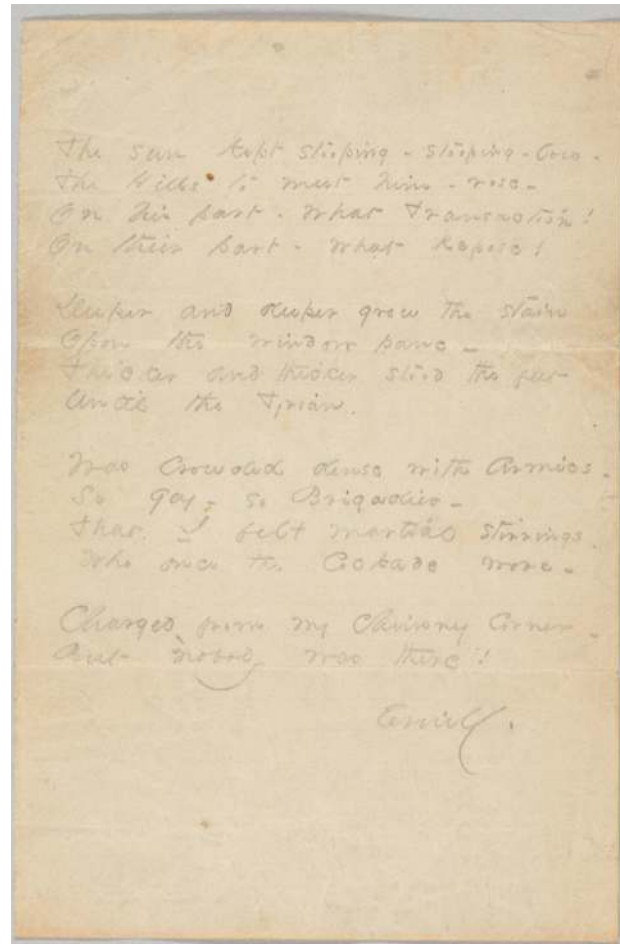 The sun kept stooping - stooping - low -
The Hills to meet him - rose -
On his part - what Transaction!
On their part - what Repose!
Deeper and deeper grew the stain
Opon the window pane -
Thicker and thicker stood the feet
Until the Tyrian.
Was crowded dense with Armies -
So gay, so Brigadier -
That I felt martial stirrings
Who once the Cokade wore -
Charged, from my Chimney Corner -
But nobody was there!
Emily.